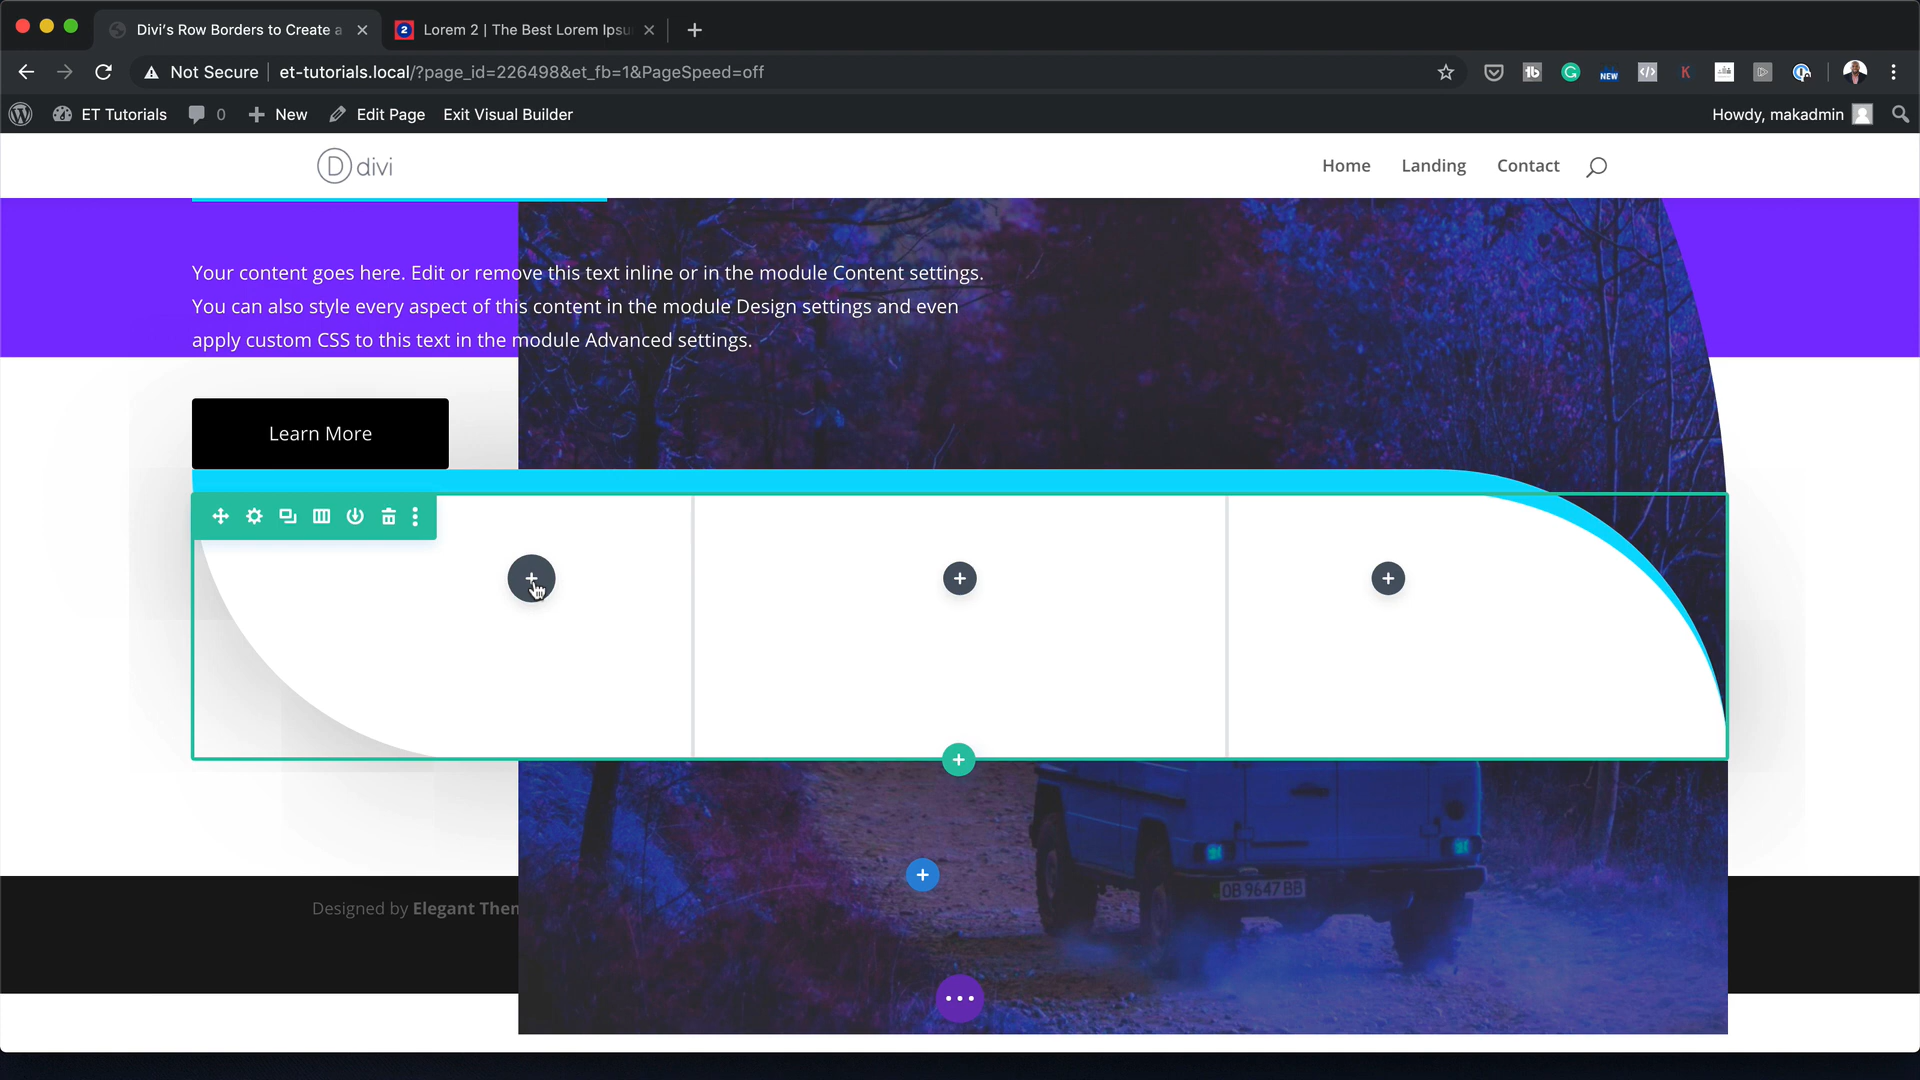 Divi's Row Borders to Create a
2 Lorem 2 | The Best Lorem Ipsu
Not Secure et-tutorials.local/?page_id=226498&et_fb=1&PageSpeed=off
NEW
ET Tutorials 0 New Edit Page Exit Visual Builder Howdy, makadmin
D divi Home Landing Contact
Your content goes here. Edit or remove this text inline or in the module Content settings.
You can also style every aspect of this content in the module Design settings and even
apply custom CSS to this text in the module Advanced settings.
Learn More
OB 9647 BB
Designed by Elegant Them